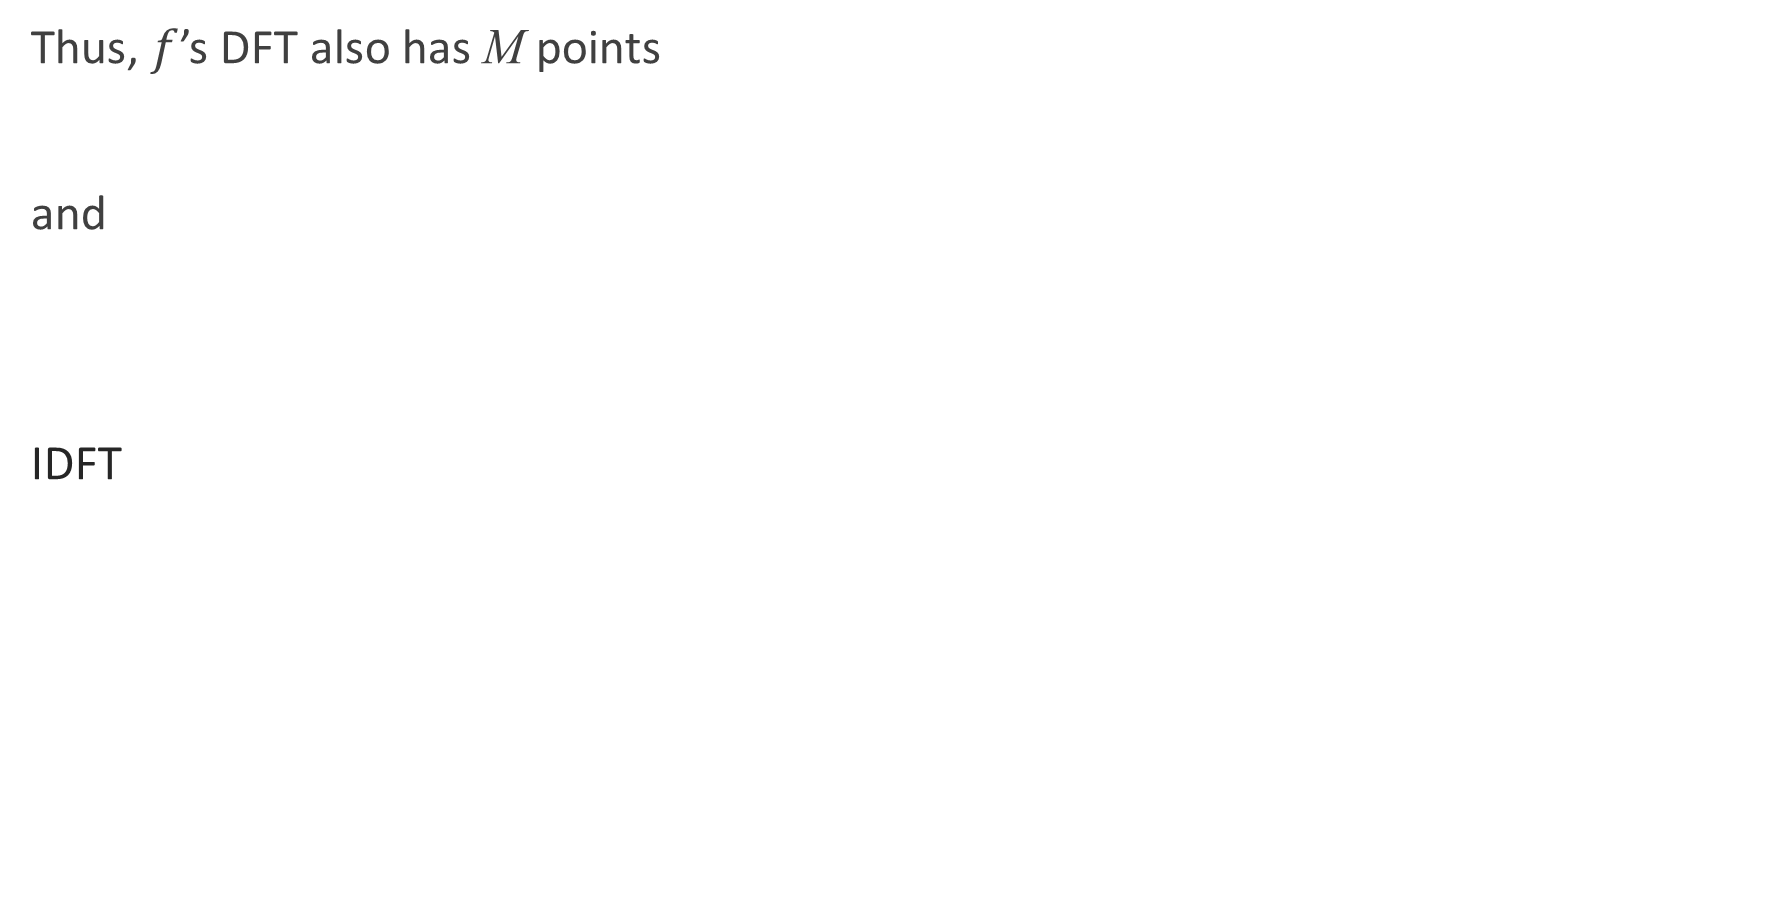 Thus, f’s DFT also has M points
and
IDFT